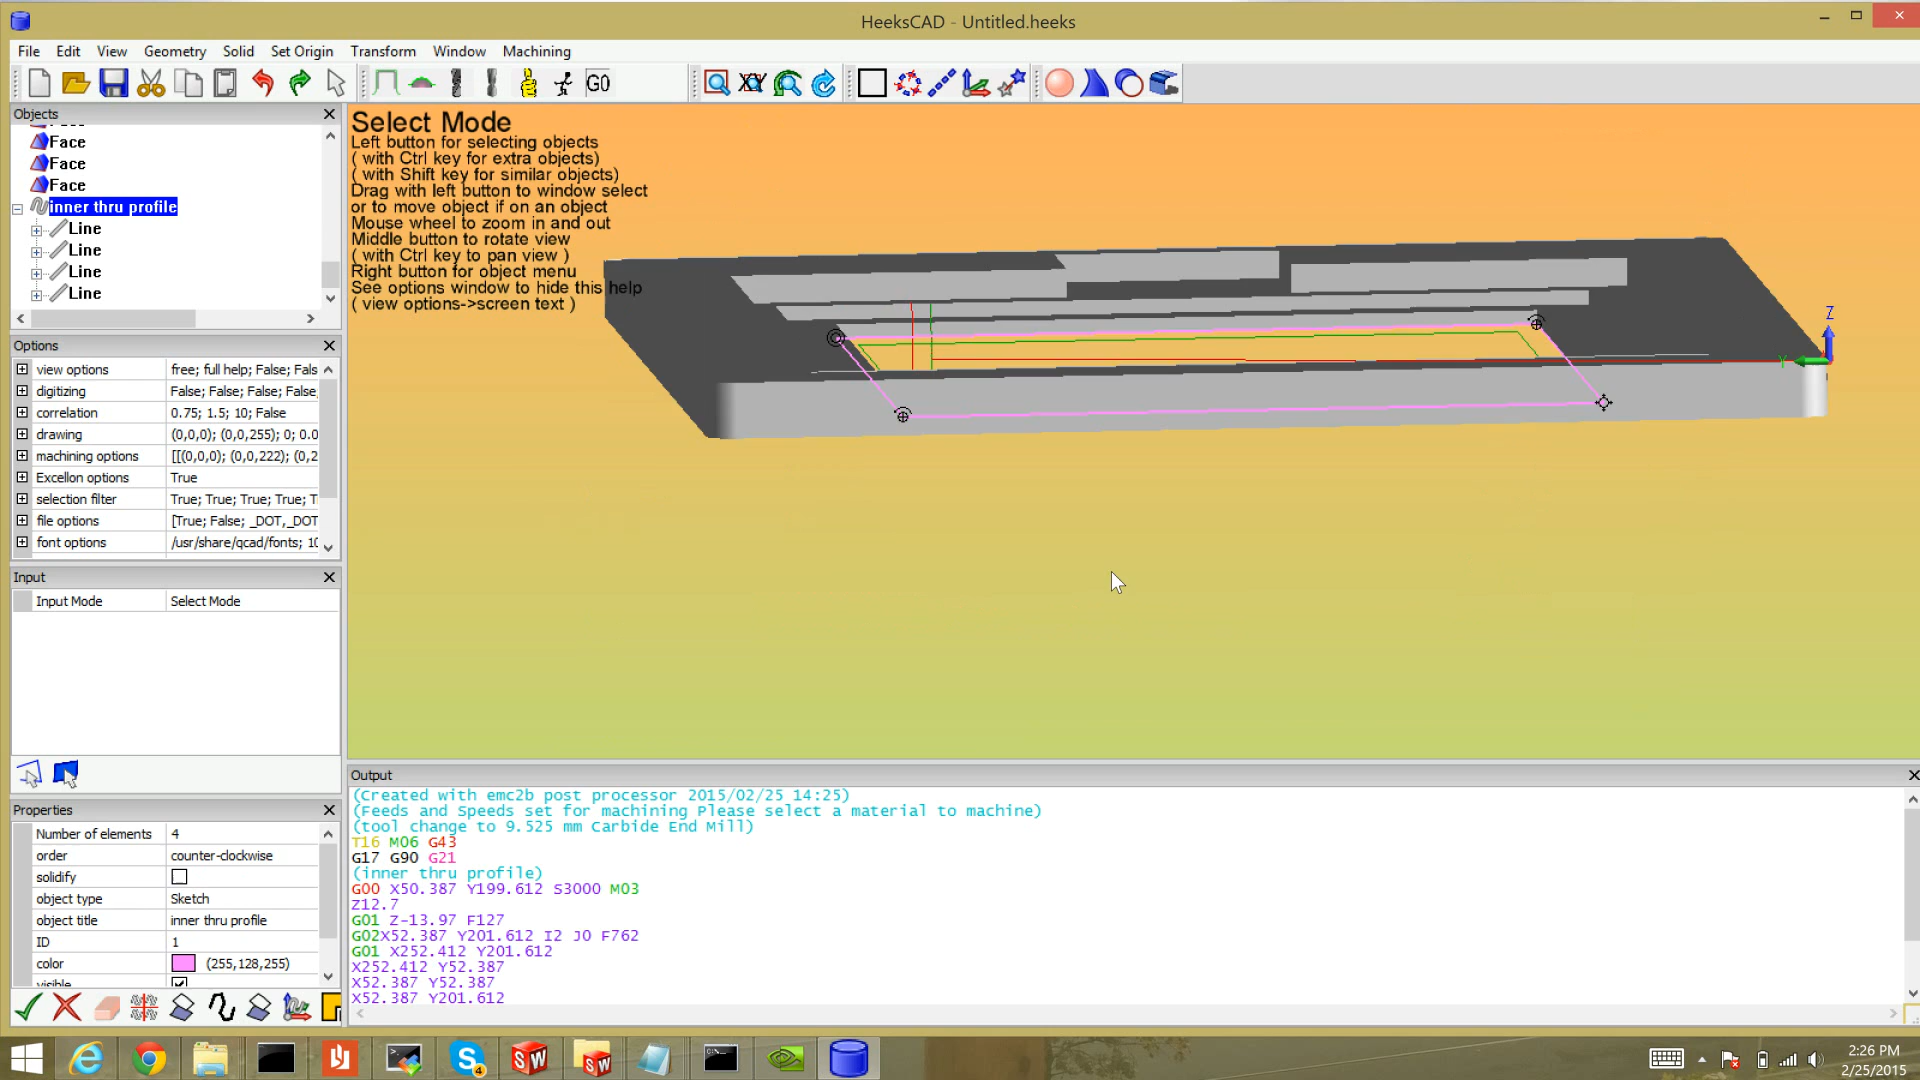 HeeksCAD - Untitled.heeks
File Edit View Geometry Solid Set Origin Transform Window Machining
G0
Objects
Face
Face
Face
inner thru profile
Line
Line
Line
Line
Options
view options free; full help; False; Fals
digitizing False; False; False; False;
correlation 0.75; 1.5; 10; False
drawing (0,0,0); (0,0,255); 0; 0.0
machining options [[(0,0,0); (0,0,222); (0,2
Excellon options True
selection filter True; True; True; True; T
file options [True; False; _DOT,_DOT
font options /usr/share/qcad/fonts; 10
Input
Input Mode Select Mode
Properties
Number of elements 4
order counter-clockwise
solidify
object type Sketch
object title inner thru profile
ID 1
color (255,128,255)
visible
Select Mode
Left button for selecting objects
( with Ctrl key for extra objects)
( with Shift key for similar objects)
Drag with left button to window select
or to move object if on an object
Mouse wheel to zoom in and out
Middle button to rotate view
( with Ctrl key to pan view )
Right button for object menu
See options window to hide this help
( view options->screen text )
Z
Y
Output
(Created with emc2b post processor 2015/02/25 14:25)
(Feeds and Speeds set for machining Please select a material to machine)
(tool change to 9.525 mm Carbide End Mill)
T16 M06 G43
G17 G90 G21
(inner thru profile)
G00 X50.387 Y199.612 S3000 M03
Z12.7
G01 Z-13.97 F127
G02X52.387 Y201.612 I2 J0 F762
G01 X252.412 Y201.612
X252.412 Y52.387
X52.387 Y52.387
X52.387 Y201.612
4
SW
SW
2:26 PM
2/25/2015